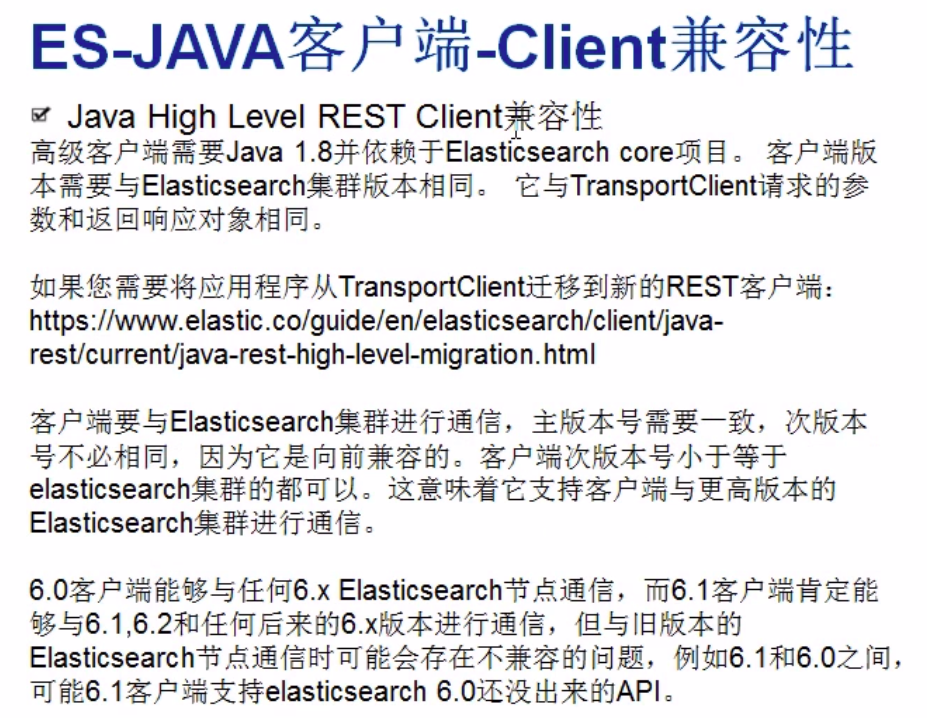 ES-JAVA客户端-Client兼容性
Java High Level REST Client兼容性
高级客户端需要Java 1.8并依赖于Elasticsearch core项目。 客户端版
本需要与Elasticsearch集群版本相同。 它与TransportClient请求的参
数和返回响应对象相同。
如果您需要将应用程序从TransportClient迁移到新的REST客户端：
https://www.elastic.co/guide/en/elasticsearch/client/java-
rest/current/java-rest-high-level-migration.html
客户端要与Elasticsearch集群进行通信，主版本号需要一致，次版本
号不必相同，因为它是向前兼容的。客户端次版本号小于等于
elasticsearch集群的都可以。这意味着它支持客户端与更高版本的
Elasticsearch集群进行通信。
6.0客户端能够与任何6.x Elasticsearch节点通信，而6.1客户端肯定能
够与6.1,6.2和任何后来的6.x版本进行通信，但与旧版本的
Elasticsearch节点通信时可能会存在不兼容的问题，例如6.1和6.0之间，
可能6.1客户端支持elasticsearch 6.0还没出来的API。